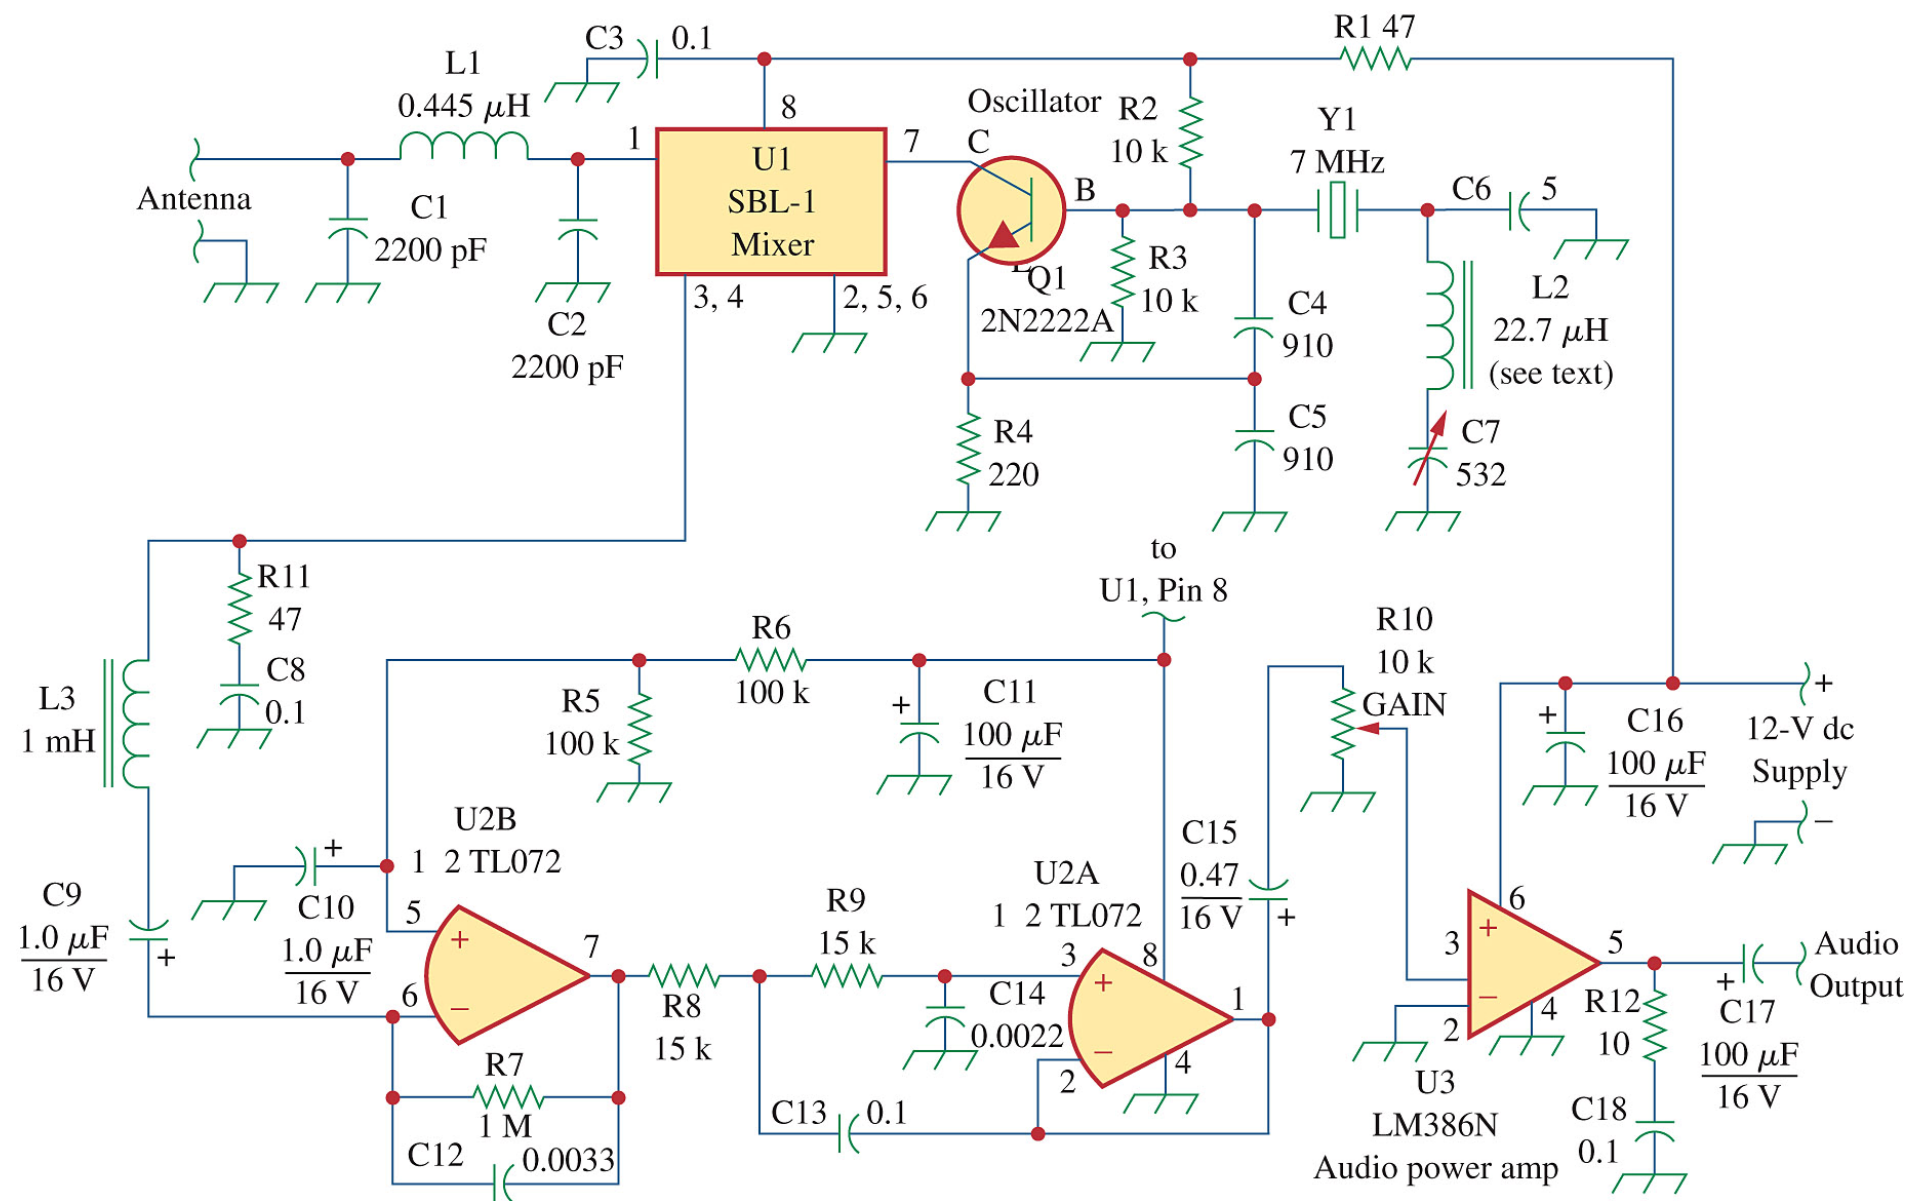 R1 47
C3
0.1
L1
0.445 μH
Oscillator
R2
10 k
Y1
7 MHz
8
1
7
C
B
C6
5
U1
SBL-1
Mixer
Antenna
C1
2200 pF
R3
10 k
Q1
2N2222A
3, 4
2, 5, 6
C2
2200 pF
C4
910
L2
22.7 μH
(see text)
C5
910
R4
220
C7
532
to
U1, Pin 8
R11
47
C8
0.1
L3
1 mH
R6
100 k
R5
100 k
+
C11
100 μF
16 V
R10
10 k
GAIN
+
C16
100 μF
16 V
+
12-V dc
Supply
−
U2B
1 2 TL072
+
C10
1.0 μF
16 V
C9
1.0 μF
16 V
+
5
+
6
−
7
R8
15 k
R9
15 k
U2A
1 2 TL072
C15
0.47
16 V
+
3
+
8
1
−
2
4
C14
0.0022
R7
1 M
C12
0.0033
C13
0.1
6
3
+
5
−
2
4
U3
LM386N
Audio power amp
R12
10
C18
0.1
+
C17
100 μF
16 V
Audio
Output